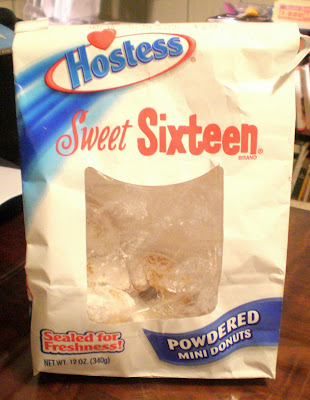 Hostess®
Sweet Sixteen®
BRAND
Sealed for
Freshness!
POWDERED
MINI DONUTS
NET WT. 12 OZ. (340g)